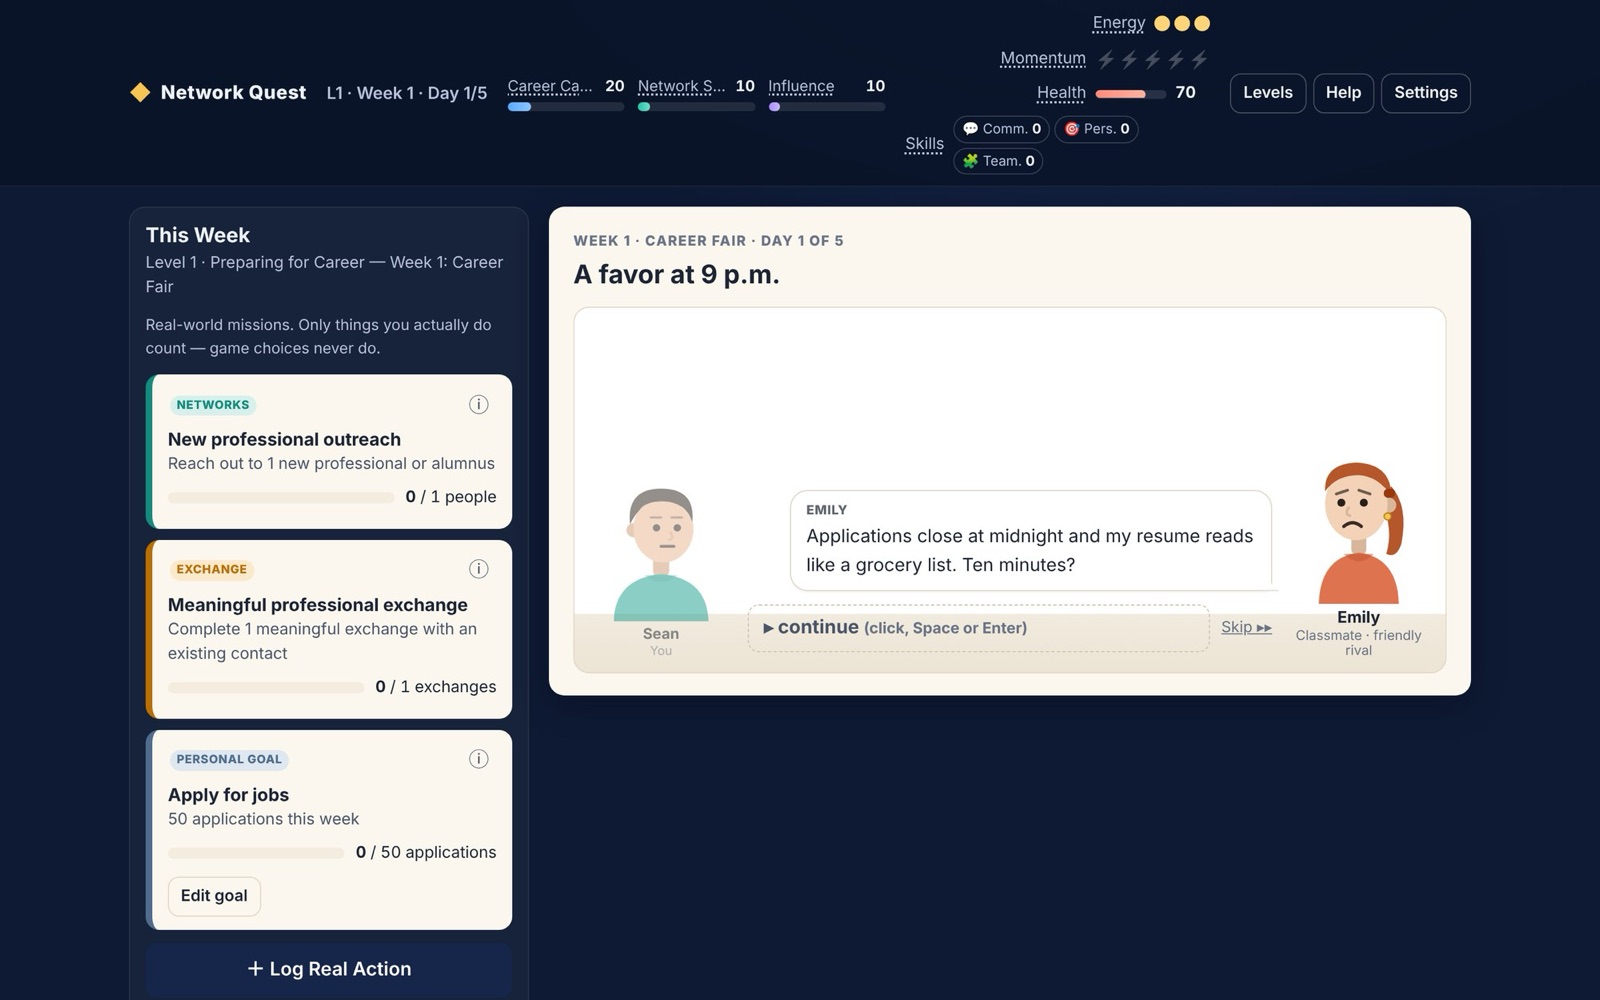 Energy
Momentum
Network Quest
L1 · Week 1 · Day 1/5
Career Ca... 20
Network S... 10
Influence 10
Health 70
Levels
Help
Settings
Skills
💬 Comm. 0
🎯 Pers. 0
🧩 Team. 0
This Week
Level 1 · Preparing for Career — Week 1: Career
Fair
Real-world missions. Only things you actually do
count — game choices never do.
NETWORKS
New professional outreach
Reach out to 1 new professional or alumnus
0 / 1 people
EXCHANGE
Meaningful professional exchange
Complete 1 meaningful exchange with an
existing contact
0 / 1 exchanges
PERSONAL GOAL
Apply for jobs
50 applications this week
0 / 50 applications
Edit goal
+ Log Real Action
WEEK 1 · CAREER FAIR · DAY 1 OF 5
A favor at 9 p.m.
EMILY
Applications close at midnight and my resume reads
like a grocery list. Ten minutes?
Sean
You
▸ continue (click, Space or Enter)
Skip ▸▸
Emily
Classmate · friendly
rival